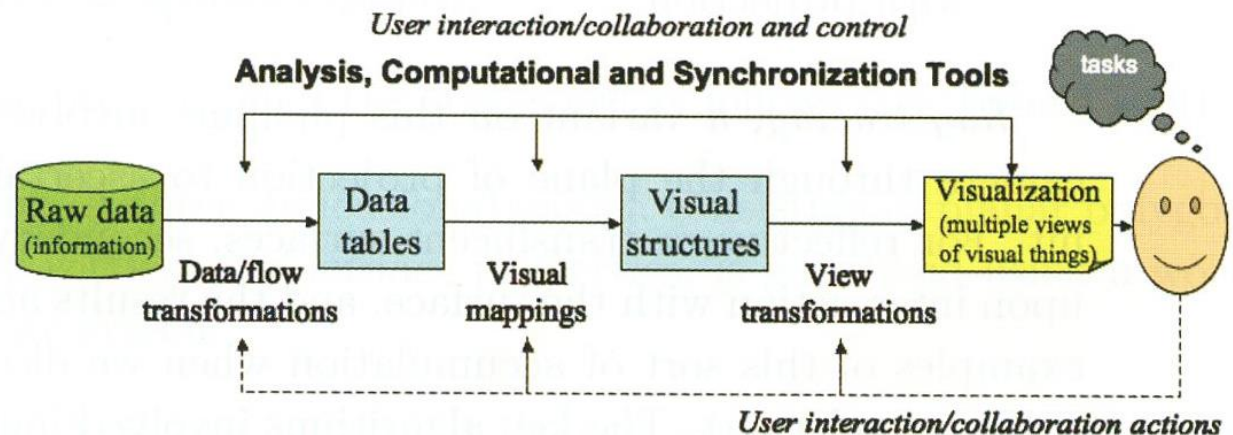 User interaction/collaboration and control
Analysis, Computational and Synchronization Tools
tasks
Raw data
(information)
Data
tables
Visual
structures
Visualization
(multiple views
of visual things)
Data/flow
transformations
Visual
mappings
View
transformations
User interaction/collaboration actions